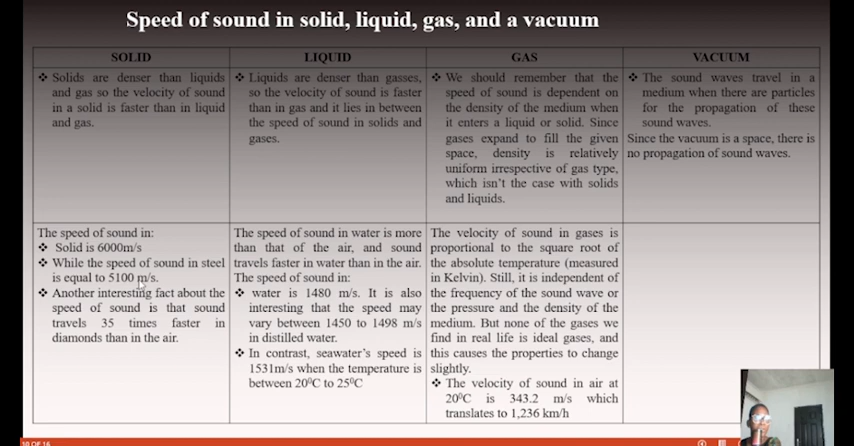 Speed of sound in solid, liquid, gas, and a vacuum
SOLID
LIQUID
GAS
VACUUM
❖ Solids are denser than liquids
and gas so the velocity of sound
in a solid is faster than in liquid
and gas.
❖ Liquids are denser than gasses,
so the velocity of sound is faster
than in gas and it lies in between
the speed of sound in solids and
gases.
❖ We should remember that the
speed of sound is dependent on
the density of the medium when
it enters a liquid or solid. Since
gases expand to fill the given
space, density is relatively
uniform irrespective of gas type,
which isn't the case with solids
and liquids.
❖ The sound waves travel in a
medium when there are particles
for the propagation of these
sound waves.
Since the vacuum is a space, there is
no propagation of sound waves.
The speed of sound in:
❖ Solid is 6000m/s
❖ While the speed of sound in steel
is equal to 5100 m/s.
❖ Another interesting fact about the
speed of sound is that sound
travels 35 times faster in
diamonds than in the air.
The speed of sound in water is more
than that of the air, and sound
travels faster in water than in the air.
The speed of sound in:
❖ water is 1480 m/s. It is also
interesting that the speed may
vary between 1450 to 1498 m/s
in distilled water.
❖ In contrast, seawater's speed is
1531m/s when the temperature is
between 20⁰C to 25⁰C
The velocity of sound in gases is
proportional to the square root of
the absolute temperature (measured
in Kelvin). Still, it is independent of
the frequency of the sound wave or
the pressure and the density of the
medium. But none of the gases we
find in real life is ideal gases, and
this causes the properties to change
slightly.
❖ The velocity of sound in air at
20⁰C is 343.2 m/s which
translates to 1,236 km/h
10 OF 16